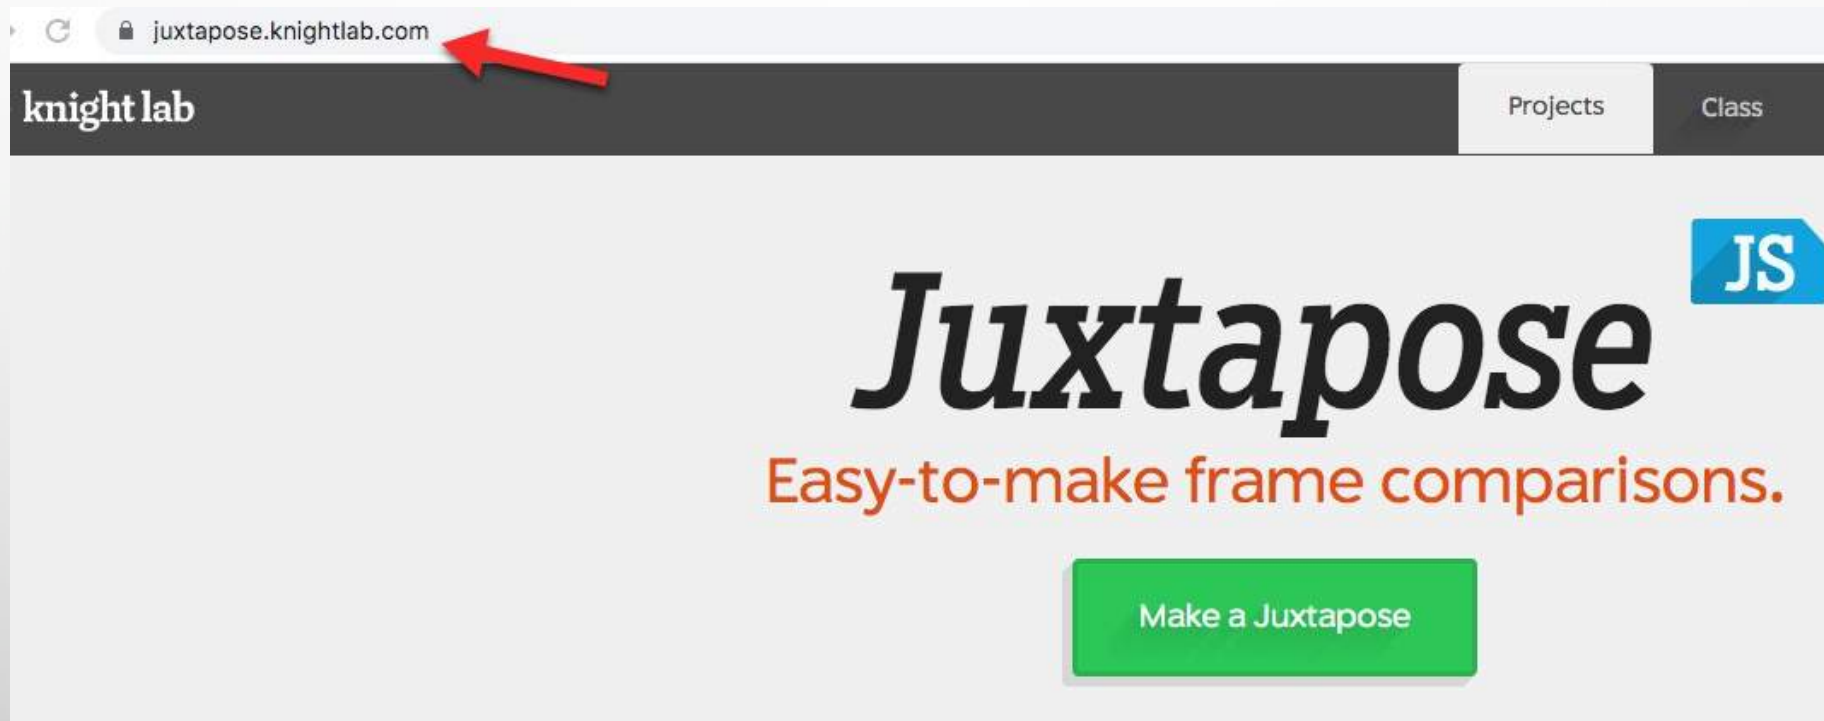 juxtapose.knightlab.com
knight lab
Projects
Class
JS
Juxtapose
Easy-to-make frame comparisons.
Make a Juxtapose